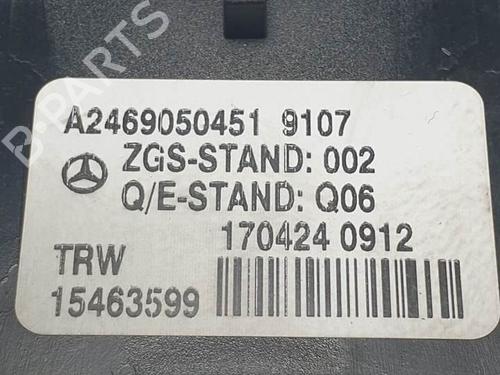 A2469050451 9107
ZGS-STAND: 002
Q/E-STAND: Q06
170424 0912
TRW
15463599
B-PARTS